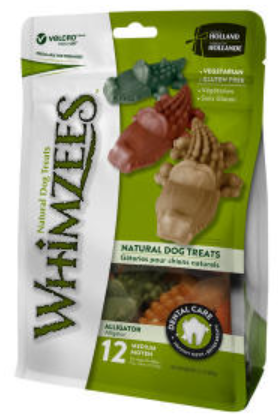 VELCRO
HOLLAND
HOLLANDE
• VEGETARIAN
GLUTEN FREE
• Végétarien
• Sans Gluten
Natural Dog Treats
WHIMZEES
NATURAL DOG TREATS
Gâteries pour chiens naturels
DENTAL CARE
ALLIGATOR
Alligator
12 MEDIUM
MOYEN